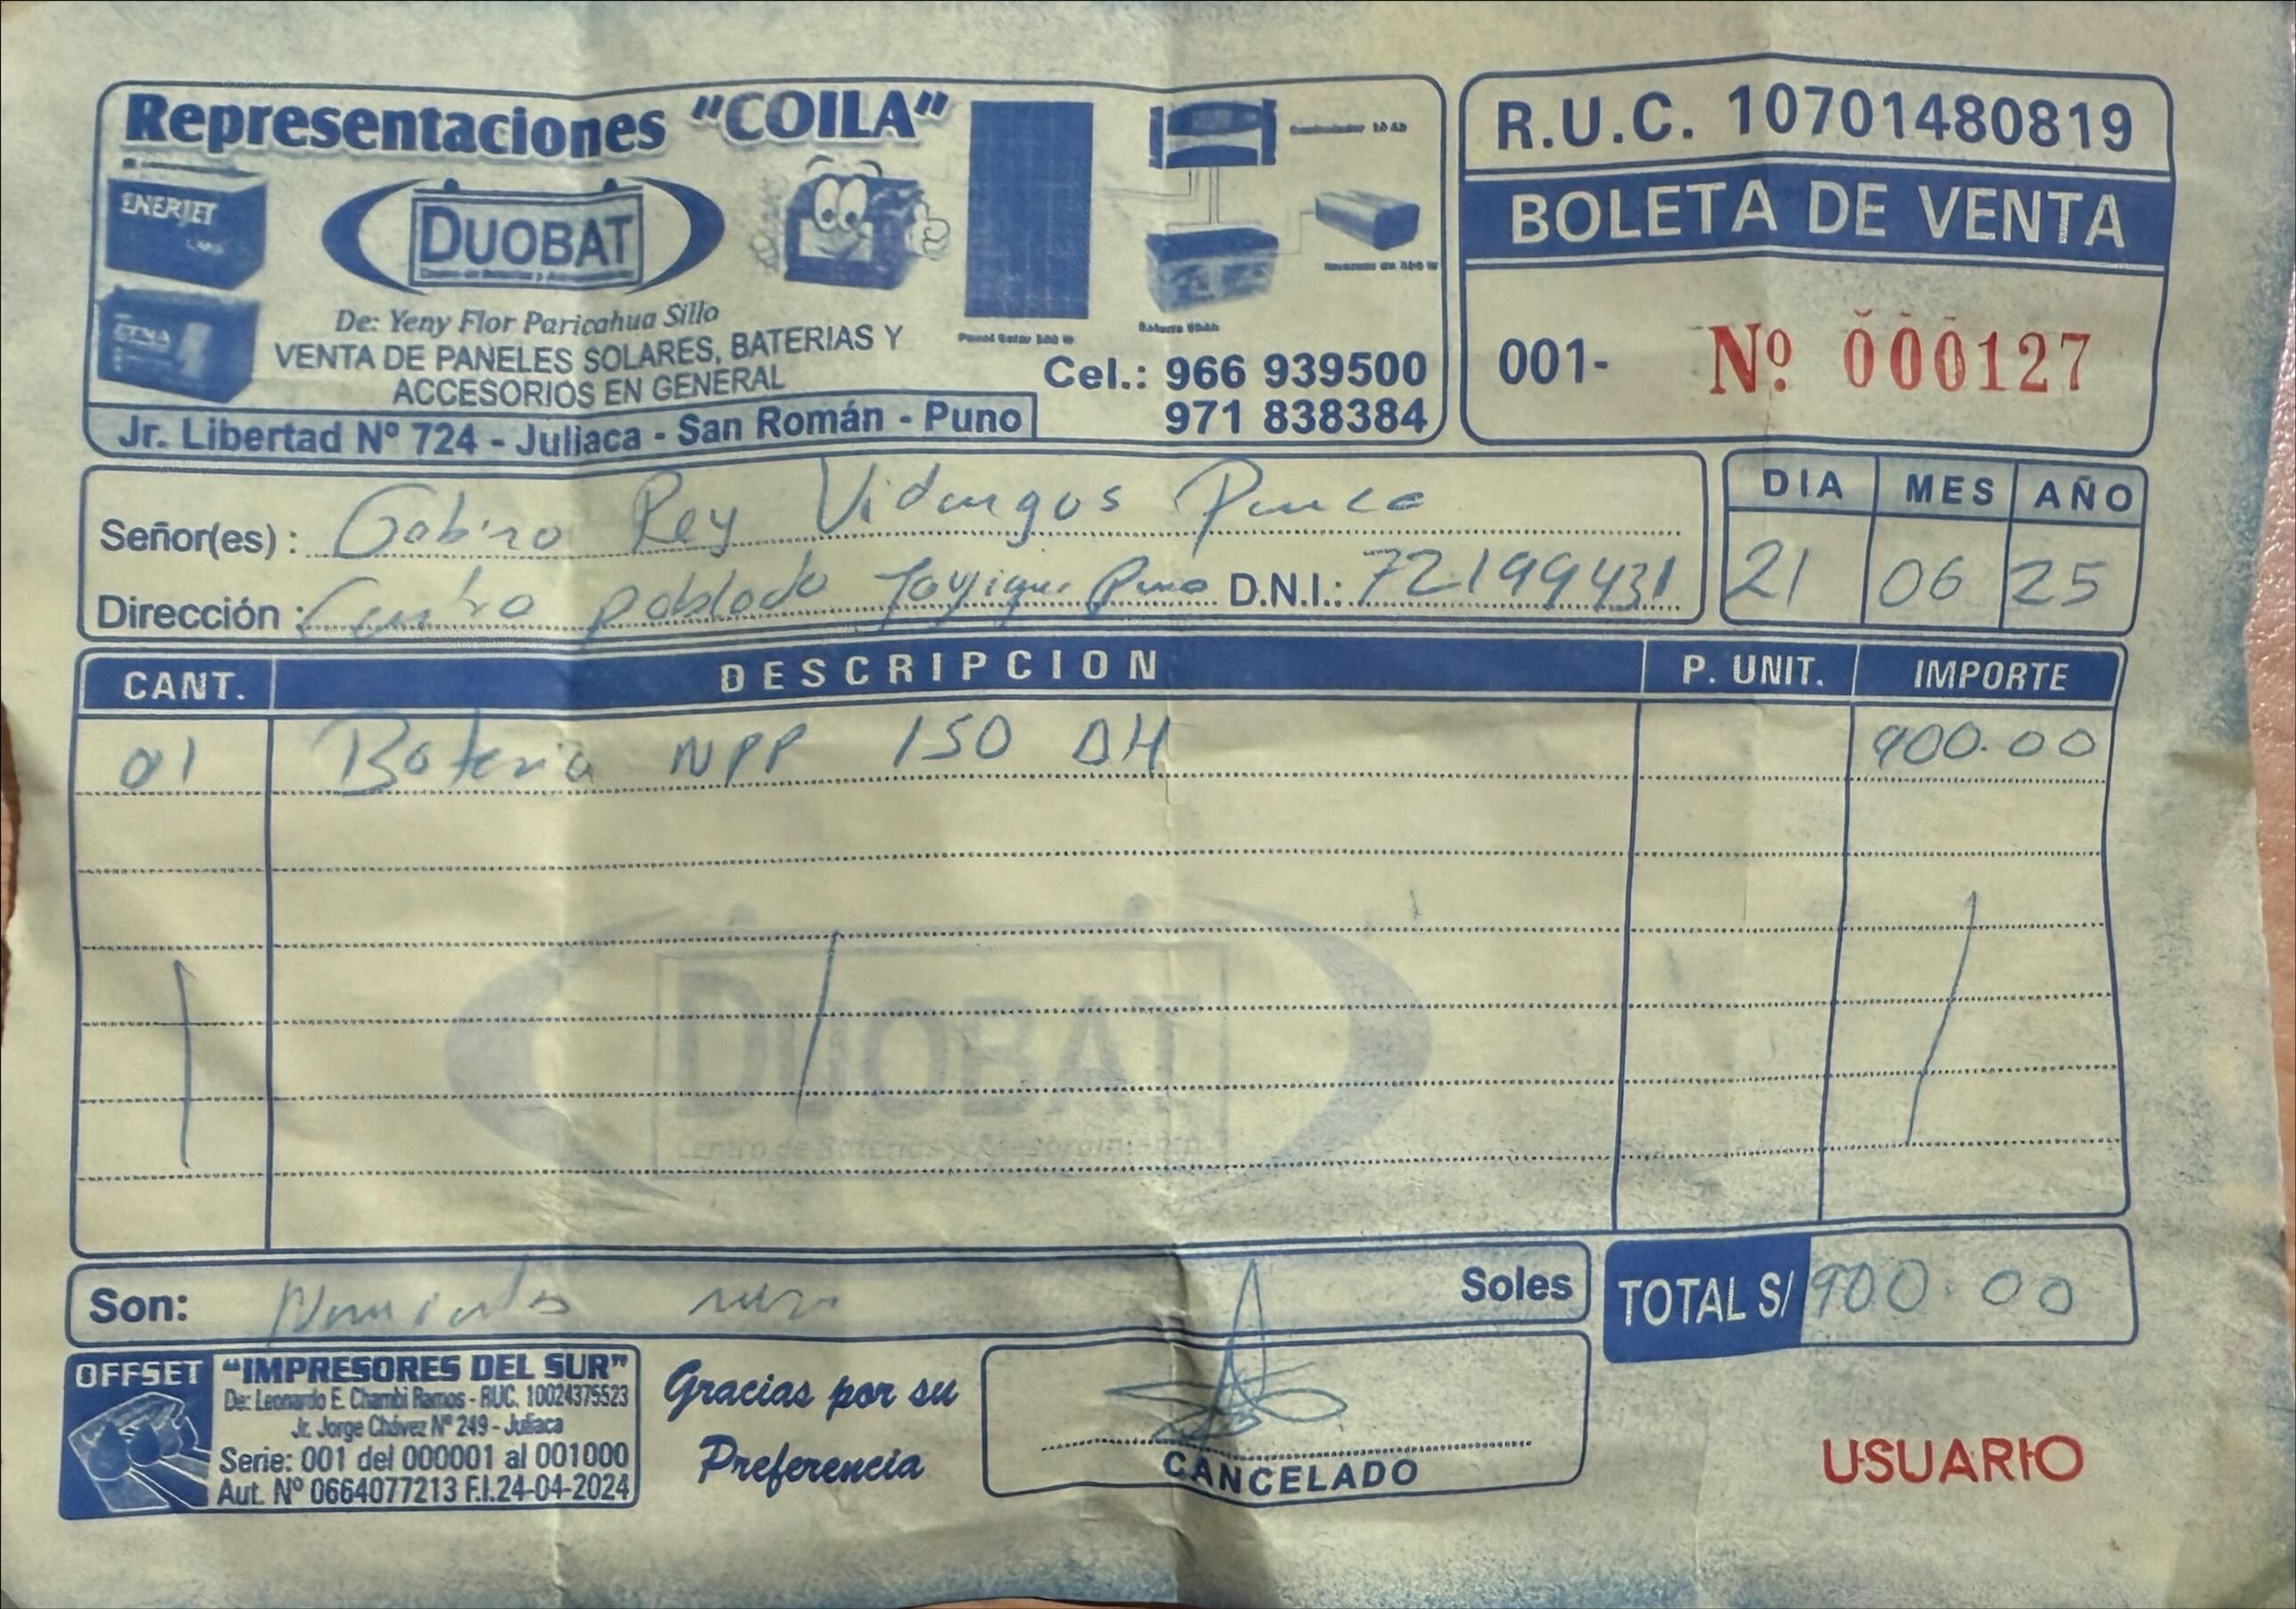 Representaciones "COILA"
ENERJET
ETNA
DUOBAT
De: Yeny Flor Paricahua Sillo
VENTA DE PANELES SOLARES, BATERIAS Y
ACCESORIOS EN GENERAL
Jr. Libertad Nº 724 - Juliaca - San Román - Puno
Cel.: 966 939500
971 838384
R.U.C. 10701480819
BOLETA DE VENTA
001- Nº 000127
Señor(es): Gabino Rey Vidangos
Dirección: Centro poblado Puno D.N.I.: 72199431
DIA MES AÑO
21 06 25
CANT. DESCRIPCION P. UNIT. IMPORTE
01 Bateria NPP 150 AH 900.00
DUOBAT
Son: Soles
TOTAL S/ 900.00
OFFSET "IMPRESORES DEL SUR"
De: Leonardo E. Chambi Ramos - RUC. 10024375523
Jr. Jorge Chávez Nº 249 - Juliaca
Serie: 001 del 000001 al 001000
Aut. Nº 0664077213 F.I.24-04-2024
Gracias por su
Preferencia
CANCELADO
USUARIO